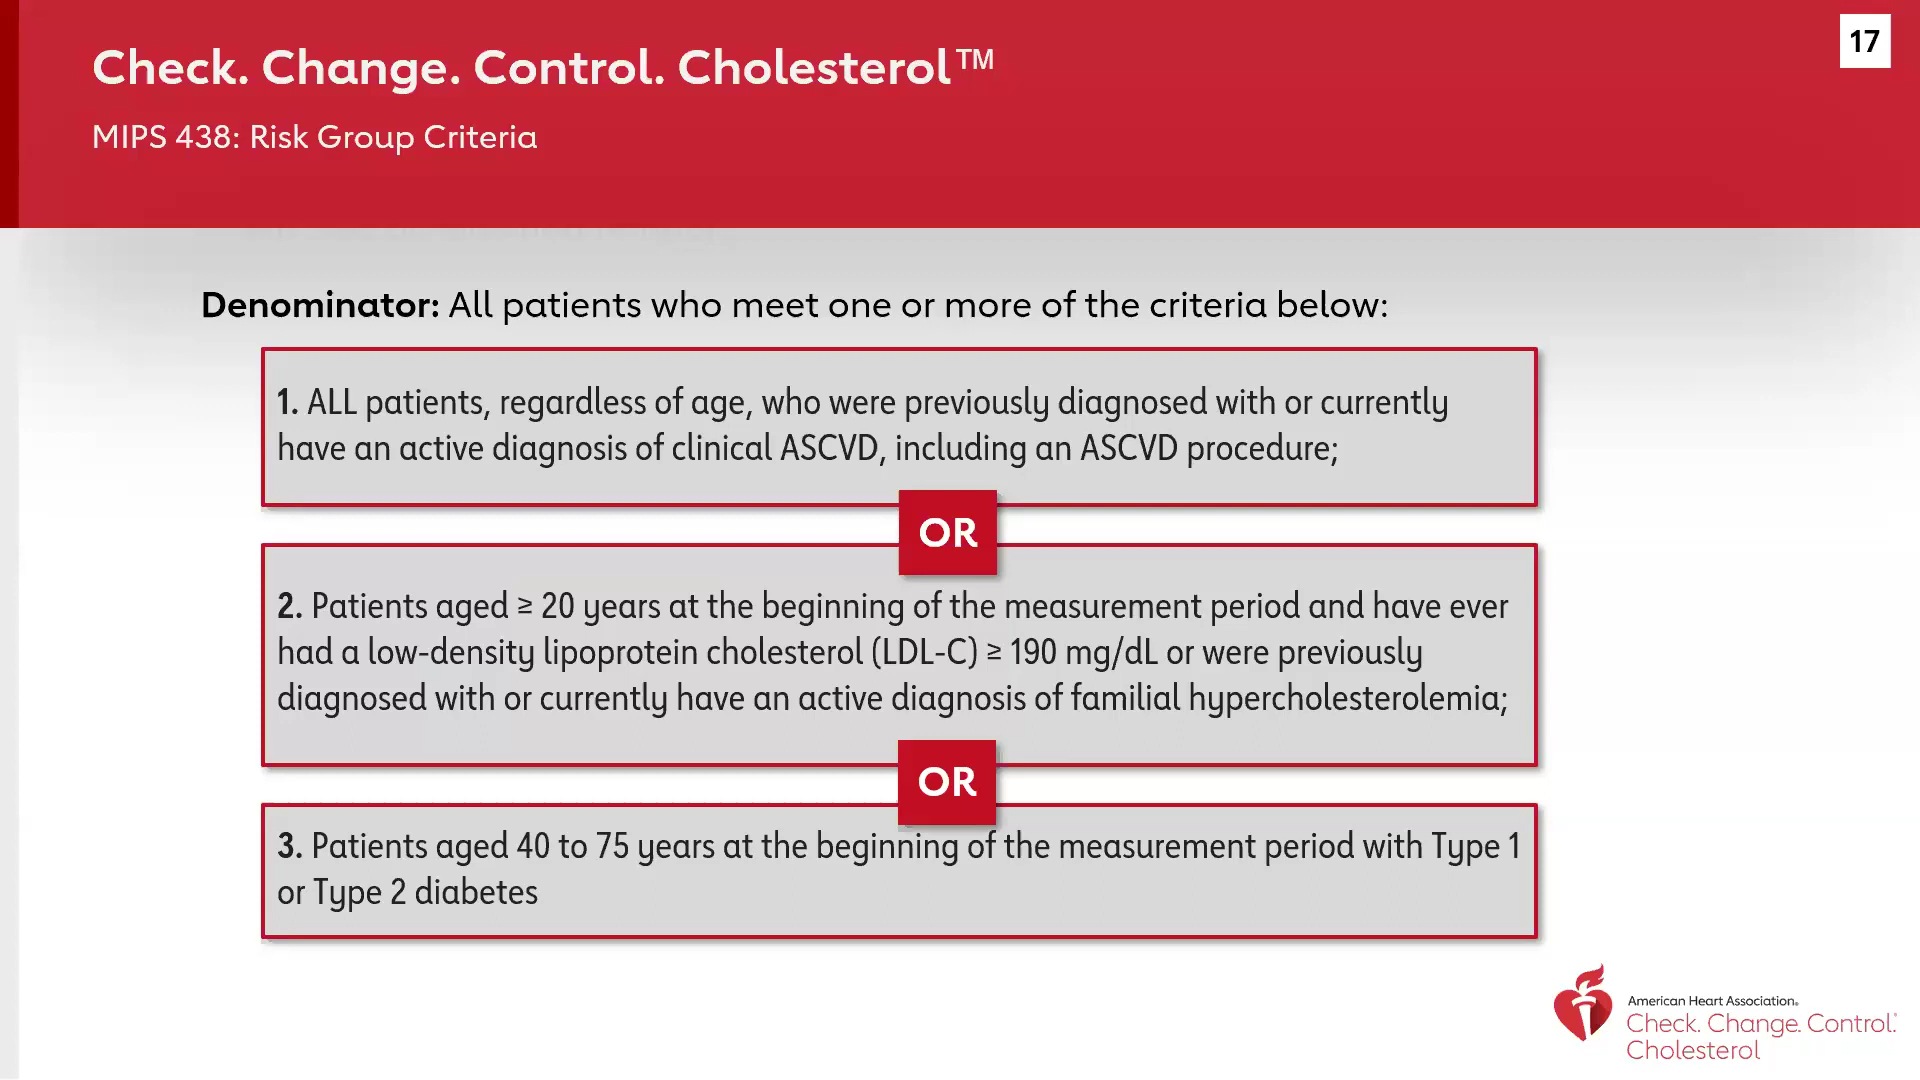 Check. Change. Control. Cholesterol™
17
MIPS 438: Risk Group Criteria
Denominator: All patients who meet one or more of the criteria below:
1. ALL patients, regardless of age, who were previously diagnosed with or currently
have an active diagnosis of clinical ASCVD, including an ASCVD procedure;
OR
2. Patients aged ≥ 20 years at the beginning of the measurement period and have ever
had a low-density lipoprotein cholesterol (LDL-C) ≥ 190 mg/dL or were previously
diagnosed with or currently have an active diagnosis of familial hypercholesterolemia;
OR
3. Patients aged 40 to 75 years at the beginning of the measurement period with Type 1
or Type 2 diabetes
American Heart Association®
Check. Change. Control.®
Cholesterol